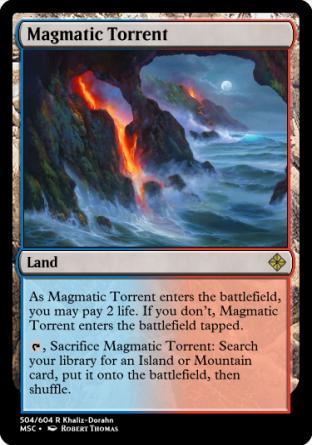 Magmatic Torrent
Land
As Magmatic Torrent enters the battlefield,
you may pay 2 life. If you don't, Magmatic
Torrent enters the battlefield tapped.
, Sacrifice Magmatic Torrent: Search
your library for an Island or Mountain
card, put it onto the battlefield, then
shuffle.
504/604 R Khaliz-Dorahn
MSC • Robert Thomas